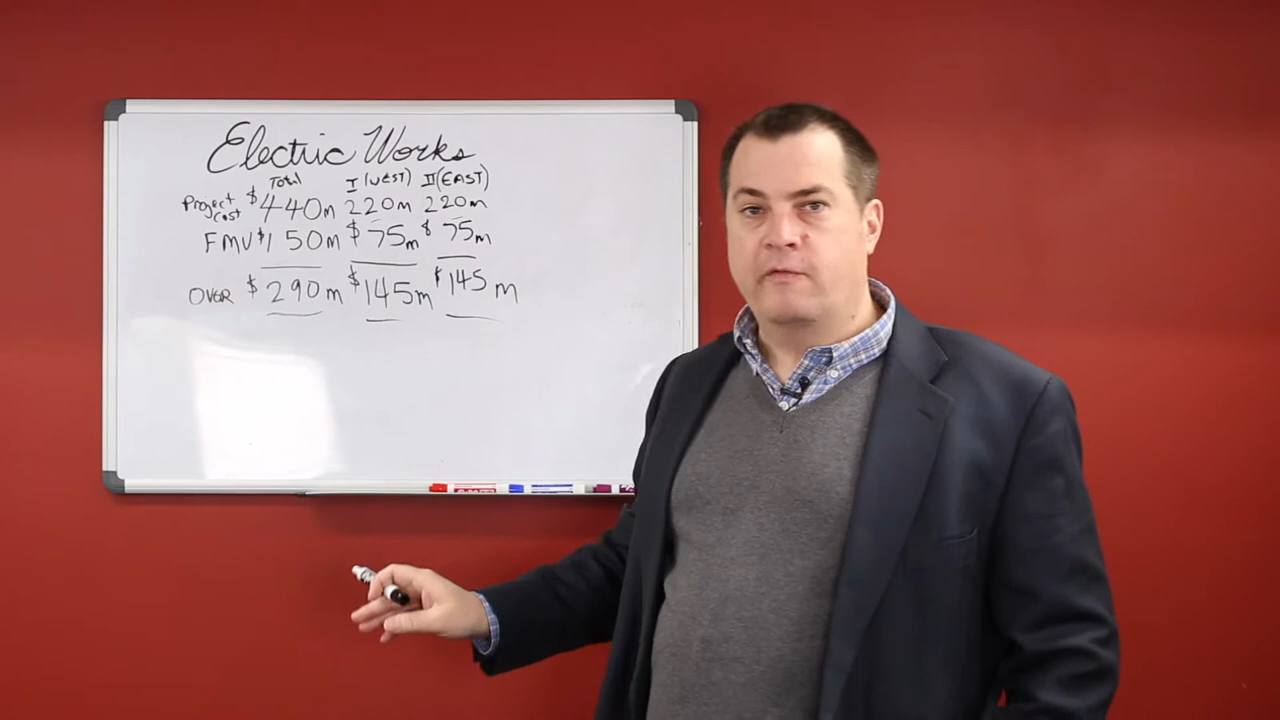 Electric Works
Total I (WEST) II (EAST)
Project Cost $440m 220m 220m
FMV $150m $75m $75m
OVER $290m $145m $145m